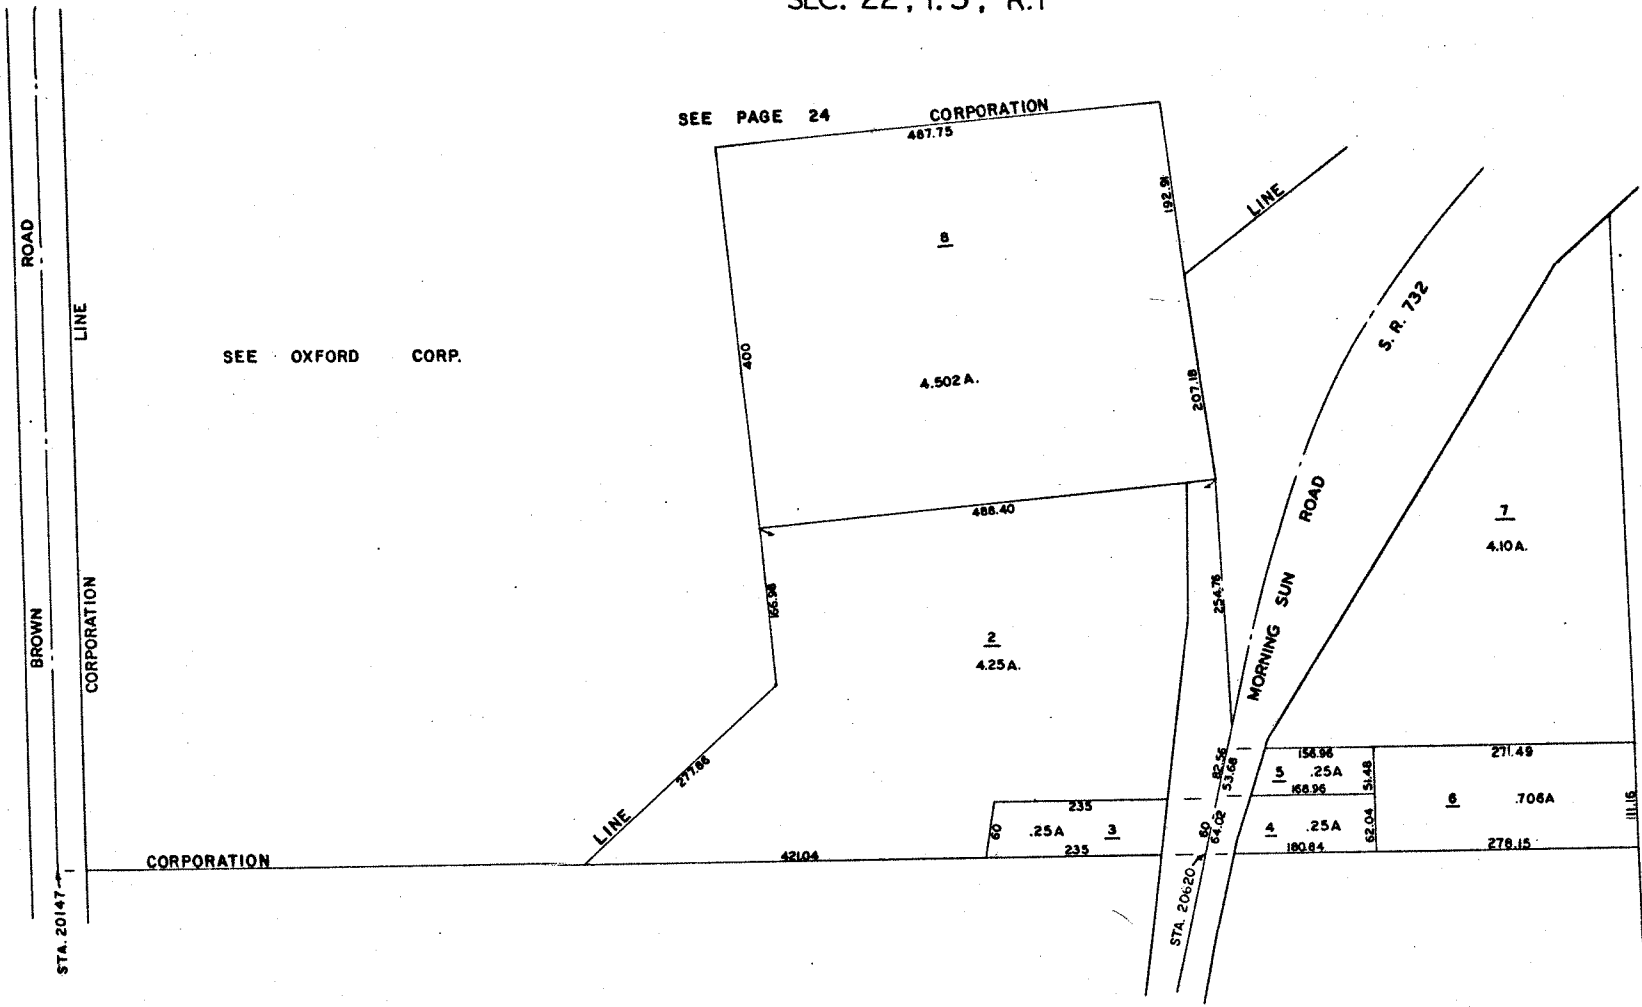 SEC. 22, T. 5, R. 1
SEE PAGE 24
CORPORATION
487.75
192.91
LINE
ROAD
8
LINE
S. R. 732
SEE OXFORD CORP.
400
4.502 A.
207.18
488.40
ROAD
7
4.10 A.
166.98
254.76
MORNING SUN
BROWN
CORPORATION
2
4.25 A.
277.86
82.56
53.68
156.96
271.49
5 .25A
51.48
168.96
6 .706A
111.16
235
60
.25A 3
60
64.02
4 .25A
62.04
LINE
CORPORATION
421.04
235
180.84
278.15
STA. 20147
STA. 20620